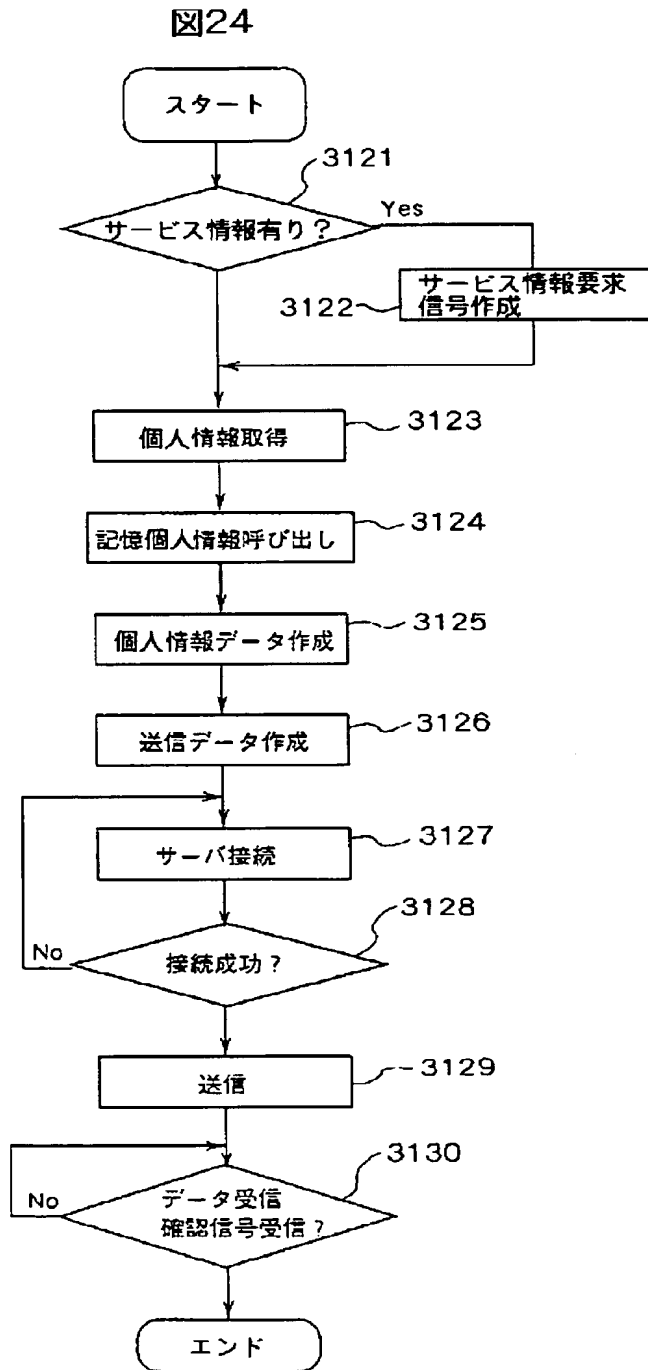 図24
スタート
3121
サービス情報有り?
Yes
サービス情報要求
信号作成
3122
個人情報取得
3123
記憶個人情報呼び出し
3124
個人情報データ作成
3125
送信データ作成
3126
サーバ接続
3127
3128
接続成功?
No
送信
3129
3130
データ受信
確認信号受信?
No
エンド